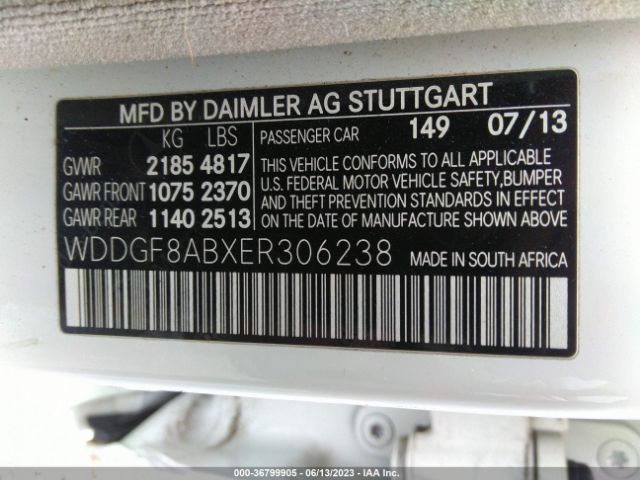 MFD BY DAIMLER AG STUTTGART
KG LBS
PASSENGER CAR 149 07/13
GVWR 2185 4817
GAWR FRONT 1075 2370
GAWR REAR 1140 2513
THIS VEHICLE CONFORMS TO ALL APPLICABLE
U.S. FEDERAL MOTOR VEHICLE SAFETY, BUMPER
AND THEFT PREVENTION STANDARDS IN EFFECT
ON THE DATE OF MANUFACTURE SHOWN ABOVE.
WDDGF8ABXER306238 MADE IN SOUTH AFRICA
000-36799905 - 06/13/2023 - IAA Inc.